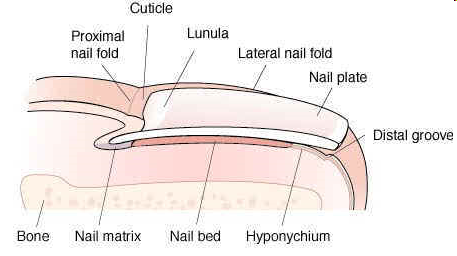 Cuticle
Proximal
nail fold
Lunula
Lateral nail fold
Nail plate
Distal groove
Bone
Nail matrix
Nail bed
Hyponychium